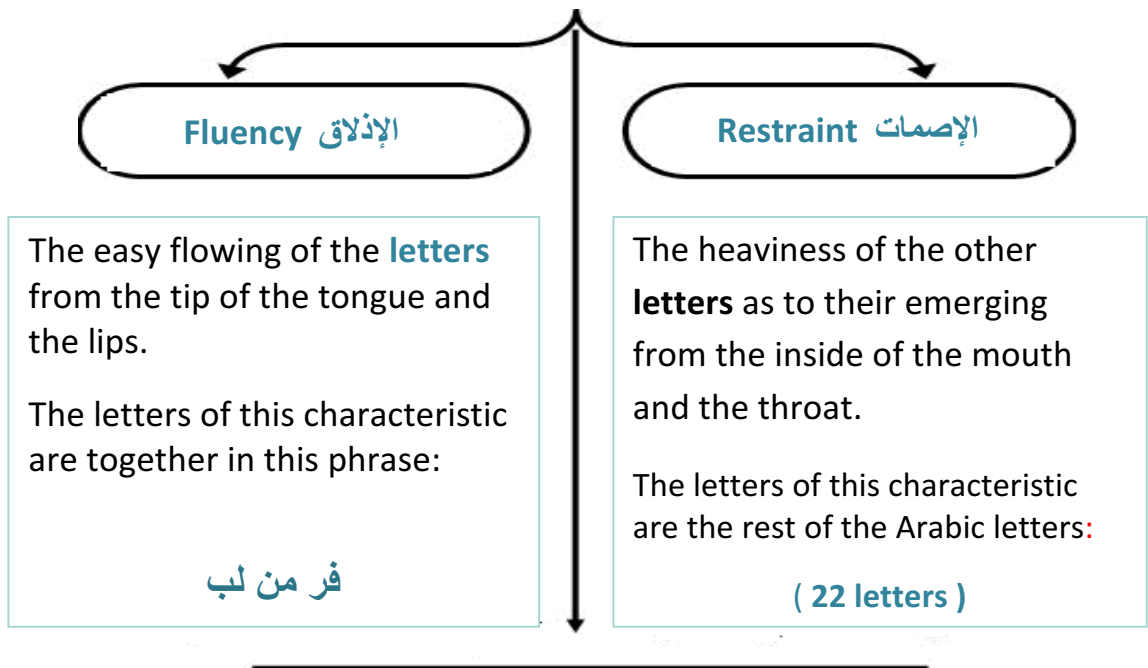 Fluency الإذلاق
The easy flowing of the letters
from the tip of the tongue and
the lips.
The letters of this characteristic
are together in this phrase:
فر من لب
Restraint الإصمات
The heaviness of the other
letters as to their emerging
from the inside of the mouth
and the throat.
The letters of this characteristic
are the rest of the Arabic letters:
( 22 letters )